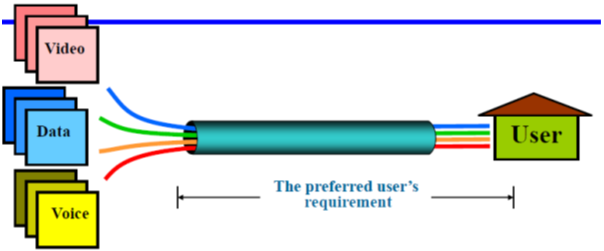 Video
Data
Voice
User
The preferred user's
requirement